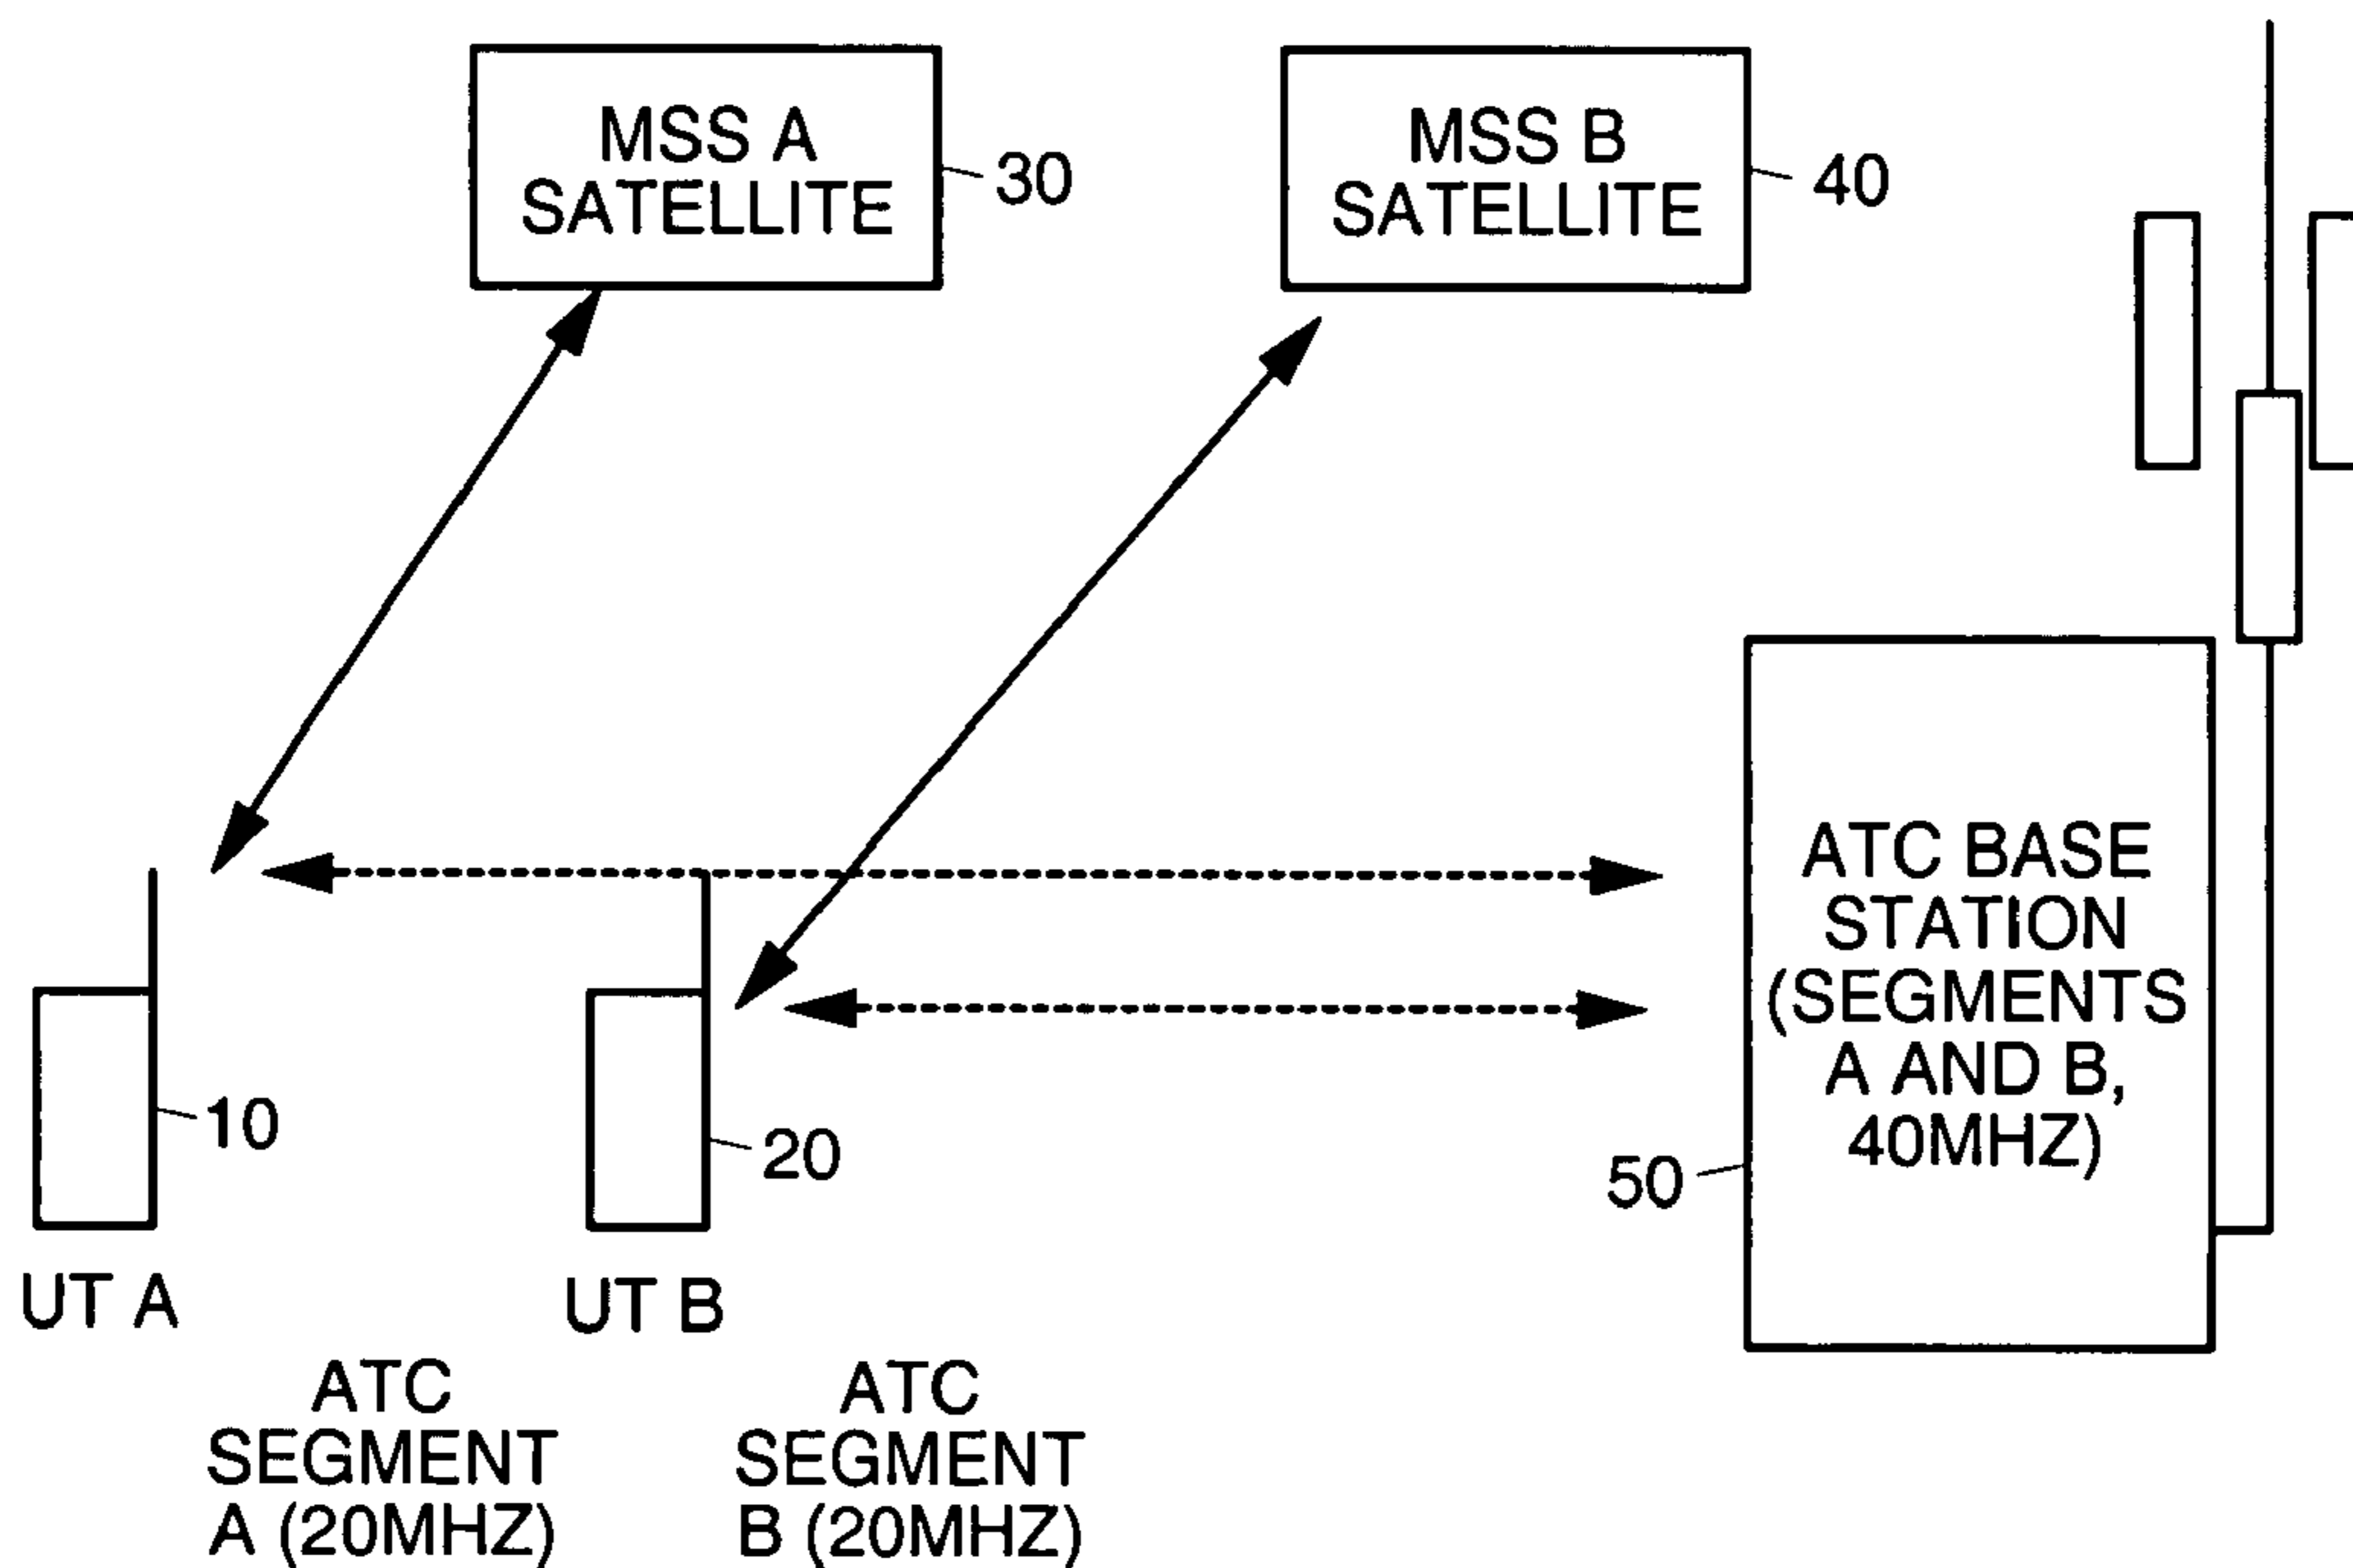 MSS A
SATELLITE
30
MSS B
SATELLITE
40
ATC BASE
STATION
(SEGMENTS
A AND B,
40MHZ)
10
20
50
UT A
UT B
ATC
SEGMENT
A (20MHZ)
ATC
SEGMENT
B (20MHZ)